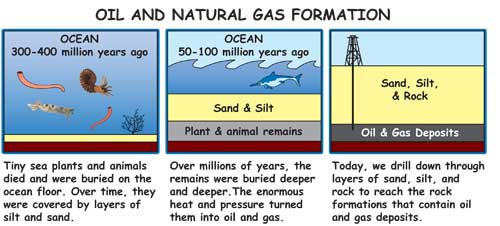 OIL AND NATURAL GAS FORMATION
OCEAN
300-400 million years ago
Tiny sea plants and animals
died and were buried on the
ocean floor. Over time, they
were covered by layers of
silt and sand.
OCEAN
50-100 million years ago
Sand & Silt
Plant & animal remains
Over millions of years, the
remains were buried deeper
and deeper.The enormous
heat and pressure turned
them into oil and gas.
Sand, Silt,
& Rock
Oil & Gas Deposits
Today, we drill down through
layers of sand, silt, and
rock to reach the rock
formations that contain oil
and gas deposits.